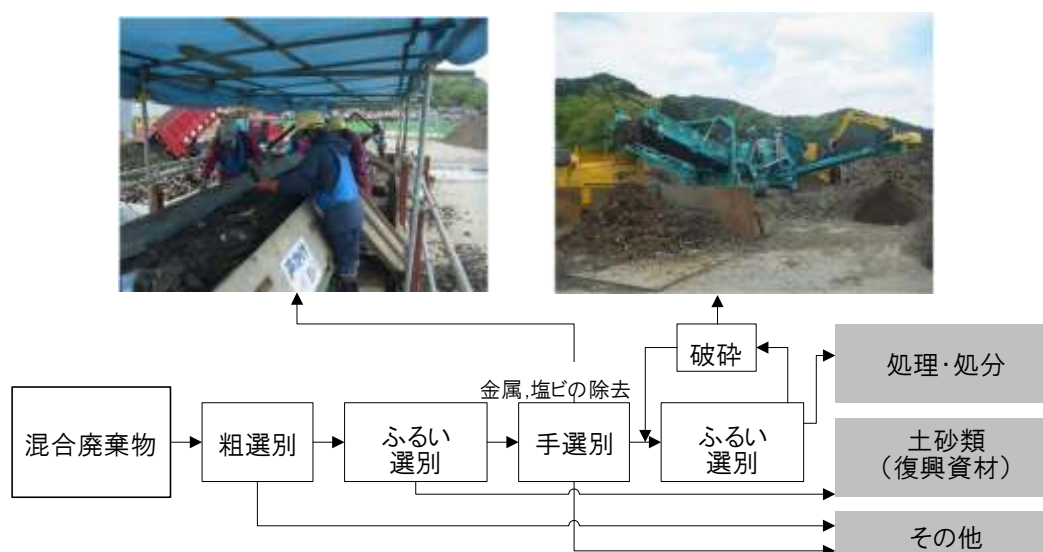 破砕
処理・処分
金属,塩ビの除去
混合廃棄物
粗選別
ふるい
選別
手選別
ふるい
選別
土砂類
（復興資材）
その他